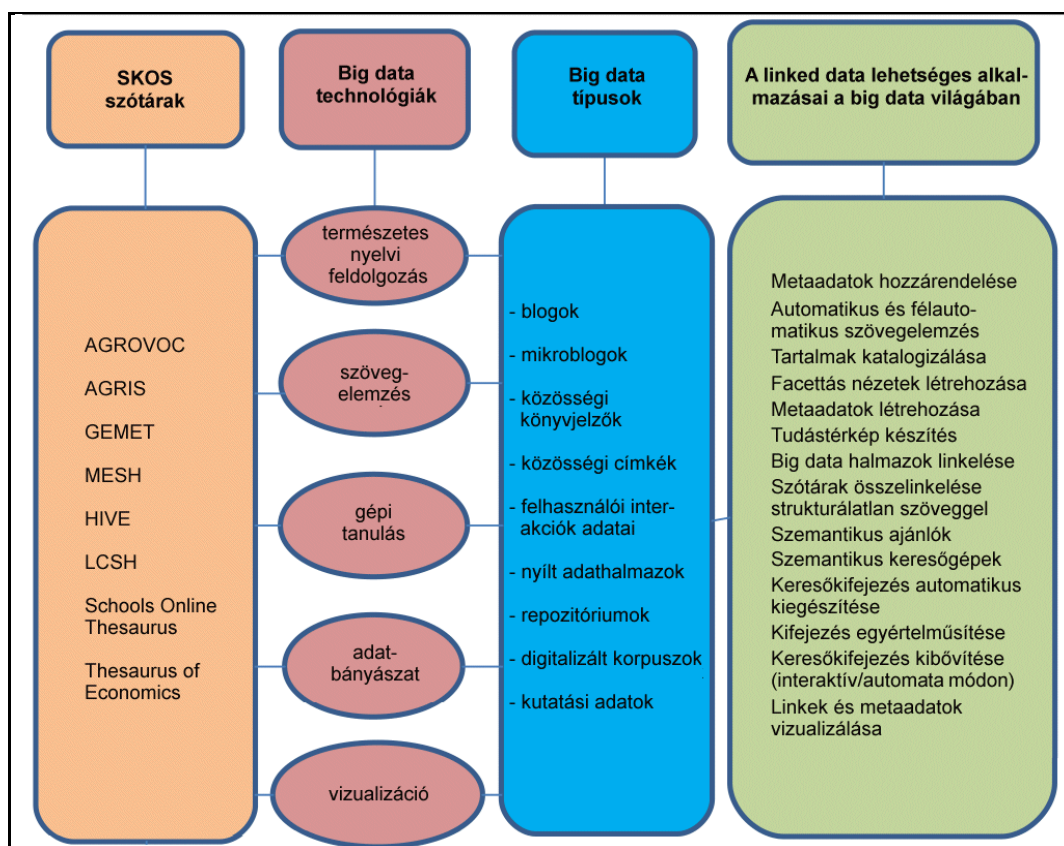 SKOS
szótárak
Big data
technológiák
Big data
típusok
A linked data lehetséges alkal-
mazásai a big data világában
AGROVOC
AGRIS
GEMET
MESH
HIVE
LCSH
Schools Online
Thesaurus
Thesaurus of
Economics
természetes
nyelvi
feldolgozás
szöveg-
elemzés
gépi
tanulás
adat-
bányászat
vizualizáció
- blogok
- mikroblogok
- közösségi
könyvjelzők
- közösségi címkék
- felhasználói inter-
akciók adatai
- nyílt adathalmazok
- repozitóriumok
- digitalizált korpuszok
- kutatási adatok
Metaadatok hozzárendelése
Automatikus és félauto-
matikus szövegelemzés
Tartalmak katalogizálása
Facettás nézetek létrehozása
Metaadatok létrehozása
Tudástérkép készítés
Big data halmazok linkelése
Szótárak összelinkelése
strukturálatlan szöveggel
Szemantikus ajánlók
Szemantikus keresőgépek
Keresőkifejezés automatikus
kiegészítése
Kifejezés egyértelműsítése
Keresőkifejezés kibővítése
(interaktív/automata módon)
Linkek és metaadatok
vizualizálása